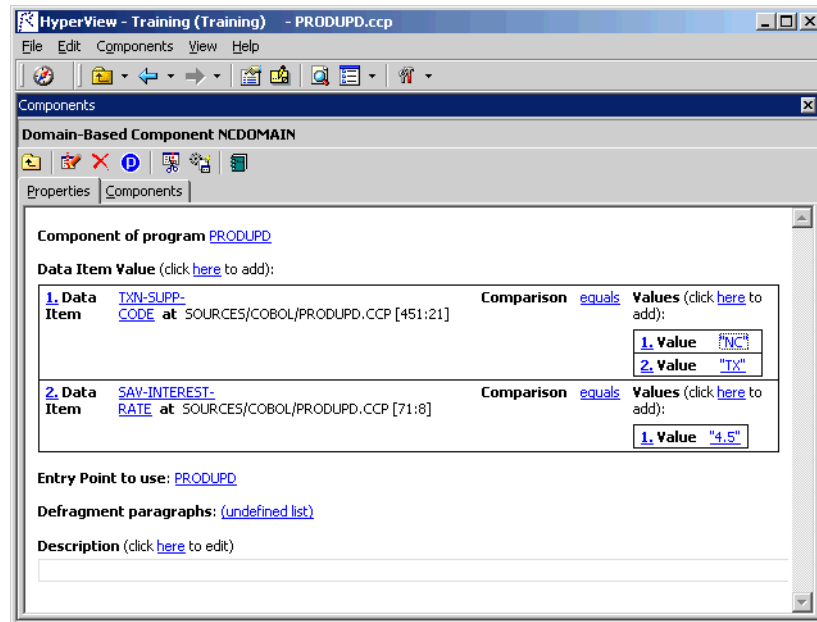 HyperView - Training (Training) - PRODUPD.ccp
File Edit Components View Help
Components
Domain-Based Component NCDOMAIN
Properties Components
Component of program PRODUPD
Data Item Value (click here to add):
1. Data Item TXN-SUPP-CODE at SOURCES/COBOL/PRODUPD.CCP [451:21] Comparison equals Values (click here to add):
1. Value "NC"
2. Value "TX"
2. Data Item SAV-INTEREST-RATE at SOURCES/COBOL/PRODUPD.CCP [71:8] Comparison equals Values (click here to add):
1. Value "4.5"
Entry Point to use: PRODUPD
Defragment paragraphs: (undefined list)
Description (click here to edit)